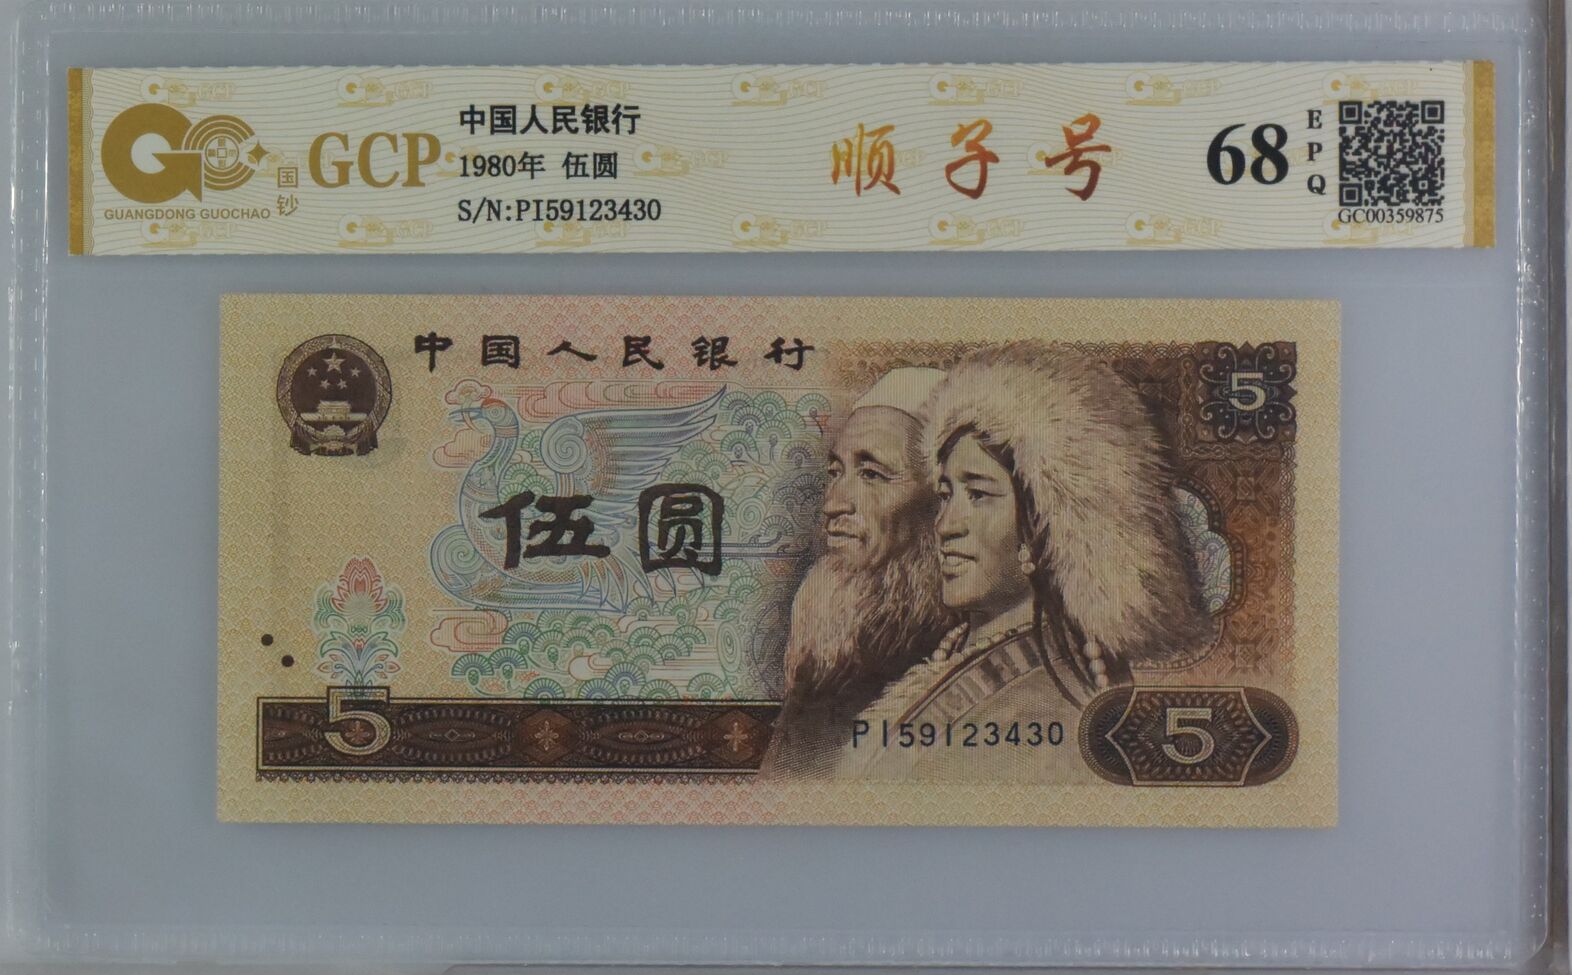 GUANGDONG GUOCHAO
国钞
GCP
中国人民银行
1980年 伍圆
S/N:PI59123430
顺子号
68
EPQ
GC00359875
中国人民银行
5
伍圆
5
PI59123430
5